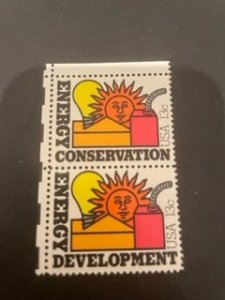 ENERGY
CONSERVATION
USA 13c
ENERGY
DEVELOPMENT
USA 13c